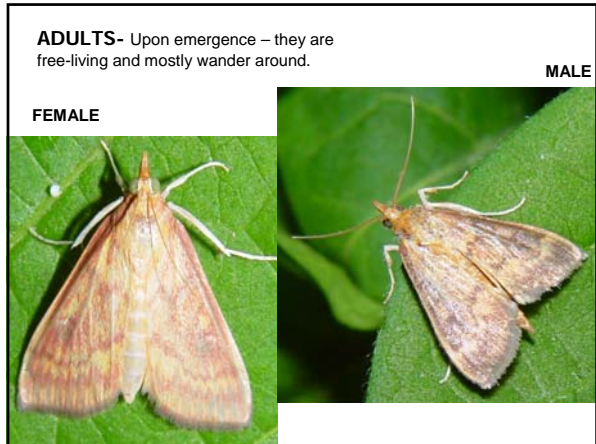 ADULTS- Upon emergence – they are
free-living and mostly wander around.
MALE
FEMALE